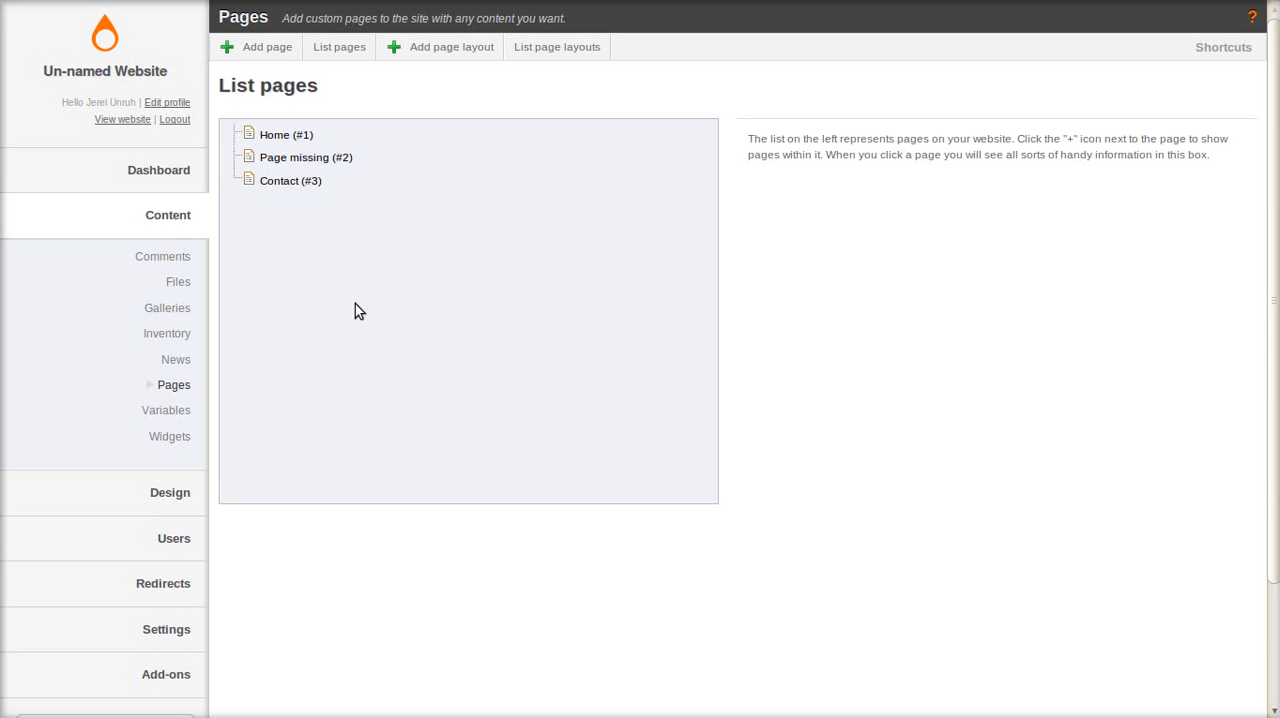 Un-named Website
Hello Jerel Unruh | Edit profile
View website | Logout
Dashboard
Content
Comments
Files
Galleries
Inventory
News
Pages
Variables
Widgets
Design
Users
Redirects
Settings
Add-ons
Pages Add custom pages to the site with any content you want. ?
Add page List pages Add page layout List page layouts Shortcuts
List pages
Home (#1)
Page missing (#2)
Contact (#3)
The list on the left represents pages on your website. Click the "+" icon next to the page to show
pages within it. When you click a page you will see all sorts of handy information in this box.